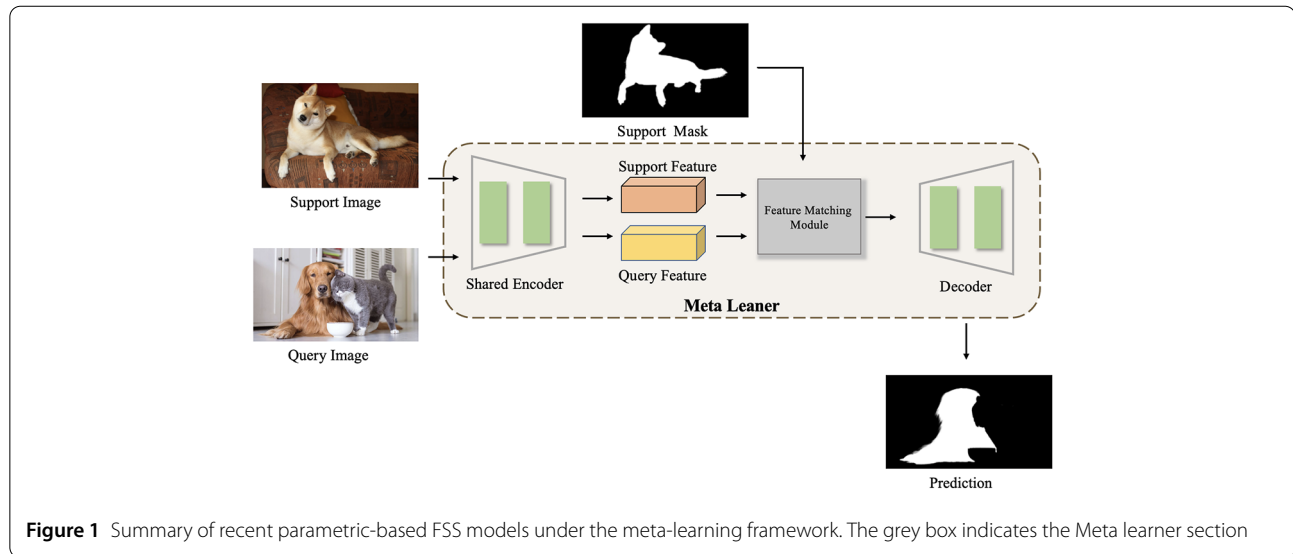 Support Mask
Support Image
Support Feature
Feature Matching
Module
Shared Encoder
Query Feature
Decoder
Meta Leaner
Query Image
Prediction
Figure 1 Summary of recent parametric-based FSS models under the meta-learning framework. The grey box indicates the Meta learner section